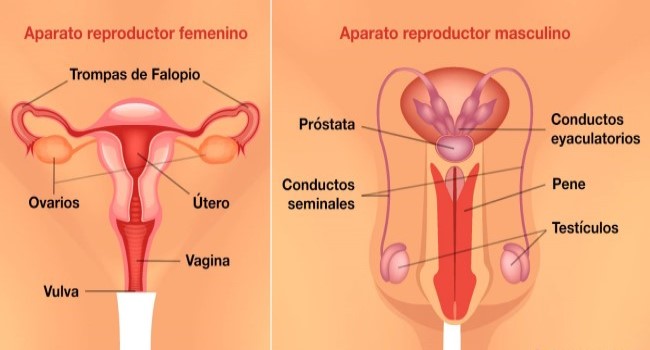 Aparato reproductor femenino
Trompas de Falopio
Ovarios
Útero
Vagina
Vulva
Aparato reproductor masculino
Próstata
Conductos
eyaculatorios
Conductos
seminales
Pene
Testículos